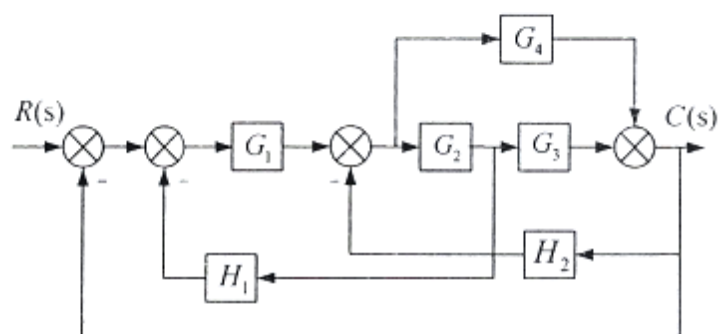 G₄
R(s)
C(s)
G₁
G₂
G₃
-
-
-
H₁
H₂